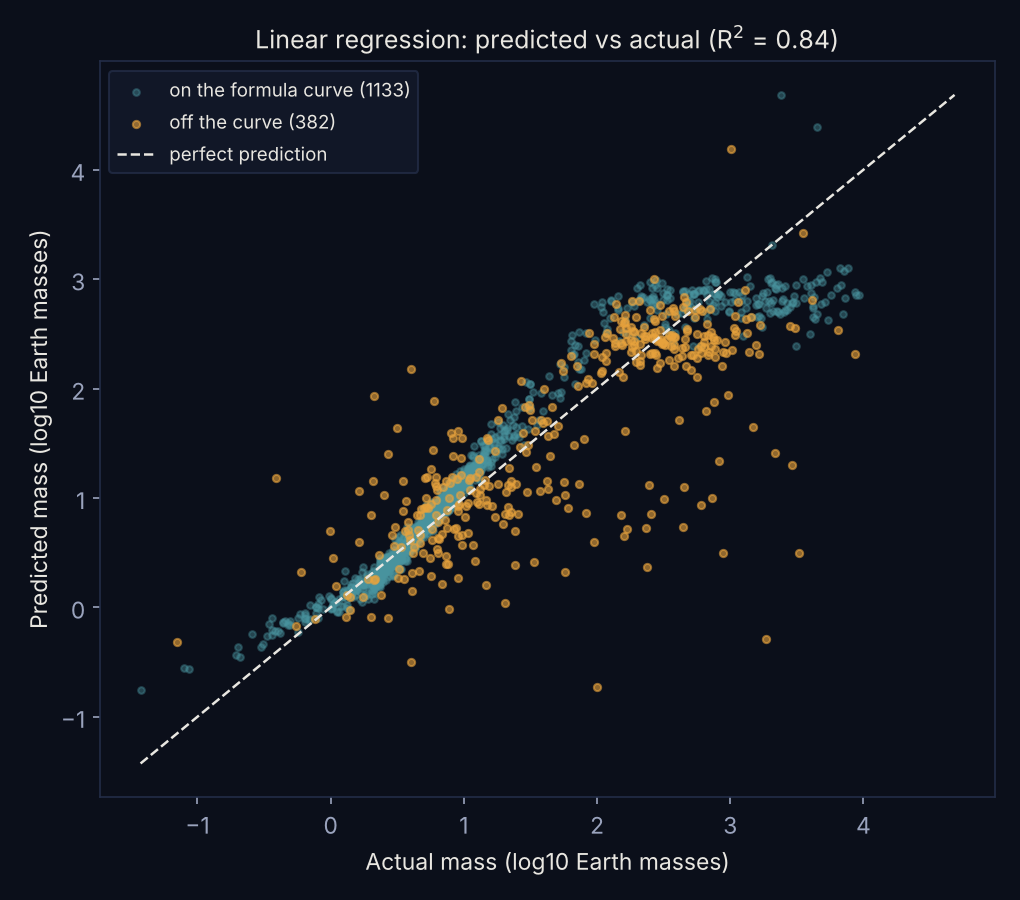 Linear regression: predicted vs actual (R² = 0.84)
on the formula curve (1133)
off the curve (382)
perfect prediction
Predicted mass (log10 Earth masses)
4
3
2
1
0
−1
−1
0
1
2
3
4
Actual mass (log10 Earth masses)